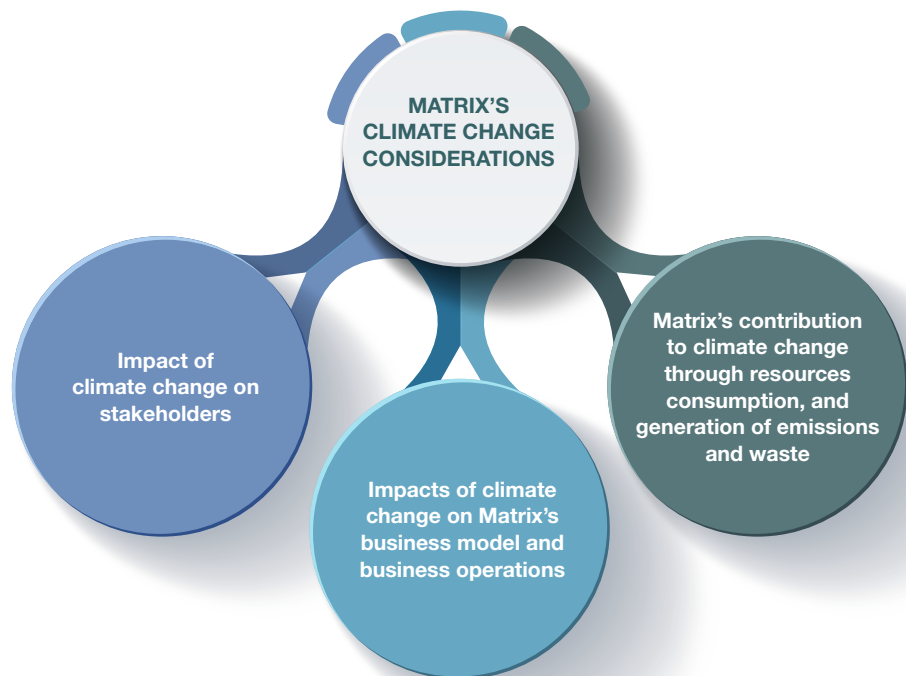 MATRIX'S
CLIMATE CHANGE
CONSIDERATIONS
Impact of
climate change on
stakeholders
Impacts of climate
change on Matrix's
business model and
business operations
Matrix's contribution
to climate change
through resources
consumption, and
generation of emissions
and waste